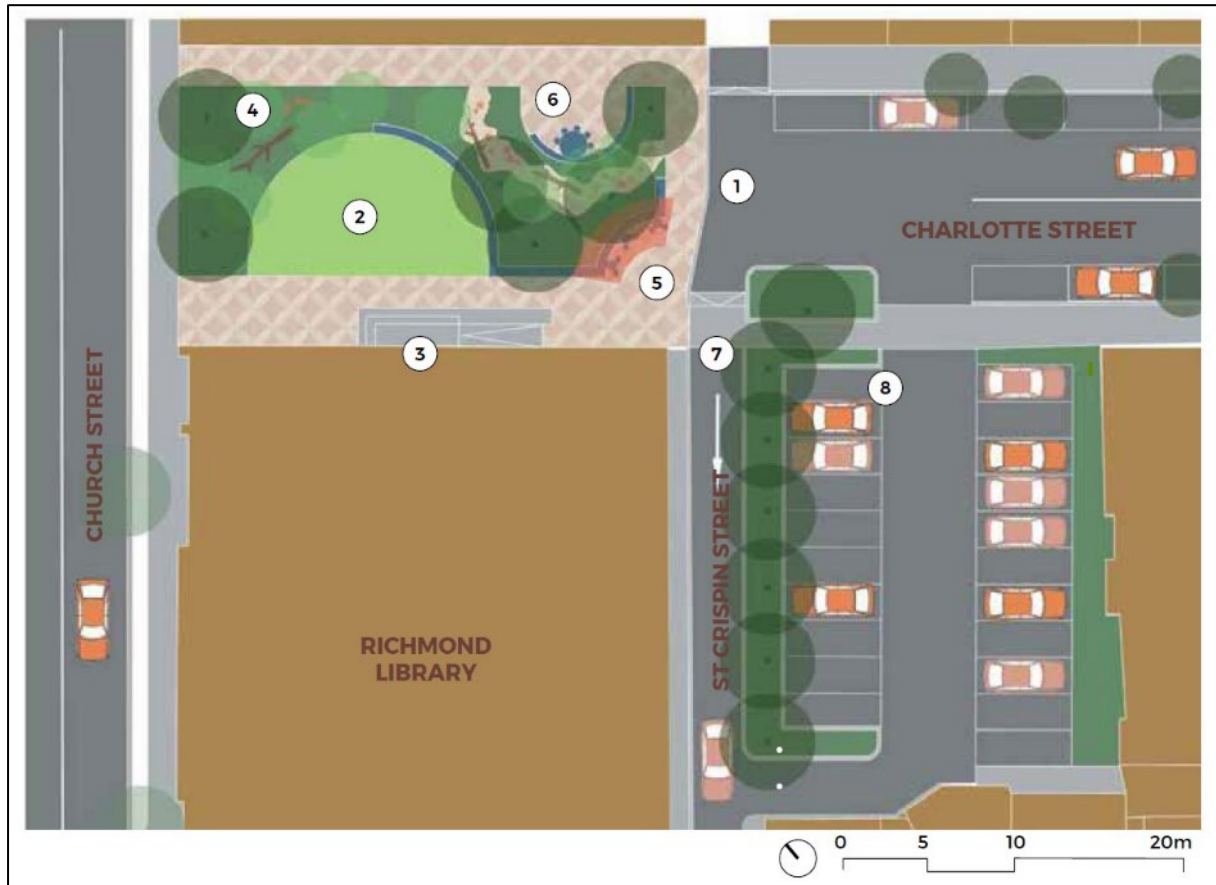 4
6
1
2
CHARLOTTE STREET
5
3
7
8
CHURCH STREET
ST CRISPIN STREET
RICHMOND
LIBRARY
0 5 10 20m